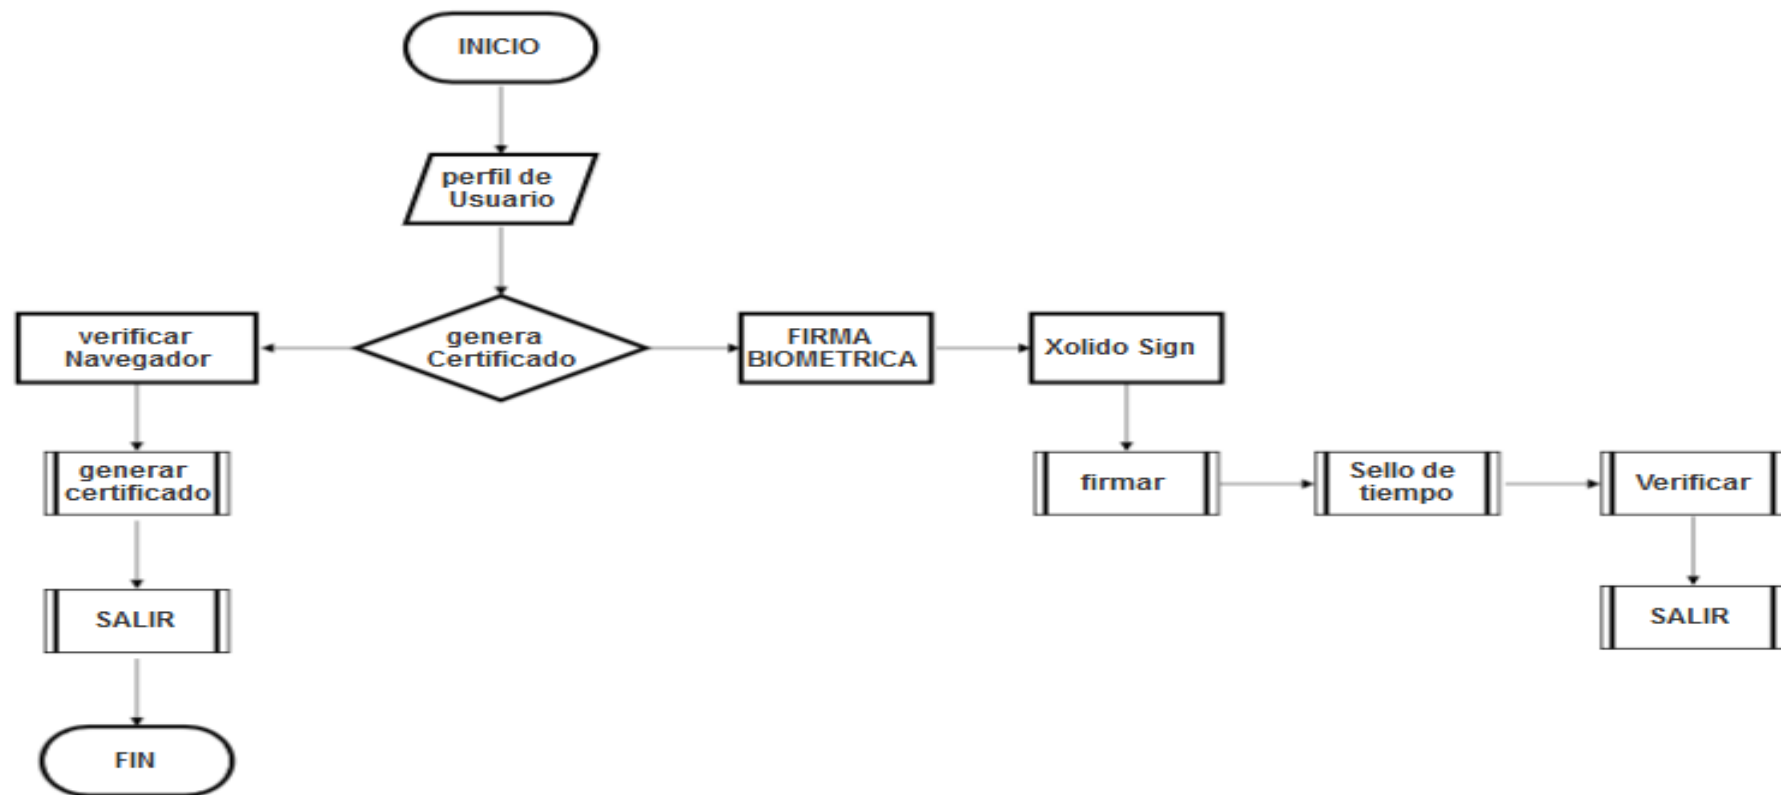 INICIO
perfil de
Usuario
verificar
Navegador
genera
Certificado
FIRMA
BIOMETRICA
Xolido Sign
generar
certificado
firmar
Sello de
tiempo
Verificar
SALIR
SALIR
FIN